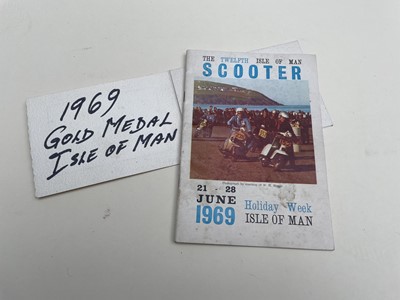 1969
GOLD MEDAL
ISLE OF MAN
THE TWELFTH ISLE OF MAN
SCOOTER
21 - 28
JUNE
1969
Holiday Week
ISLE OF MAN